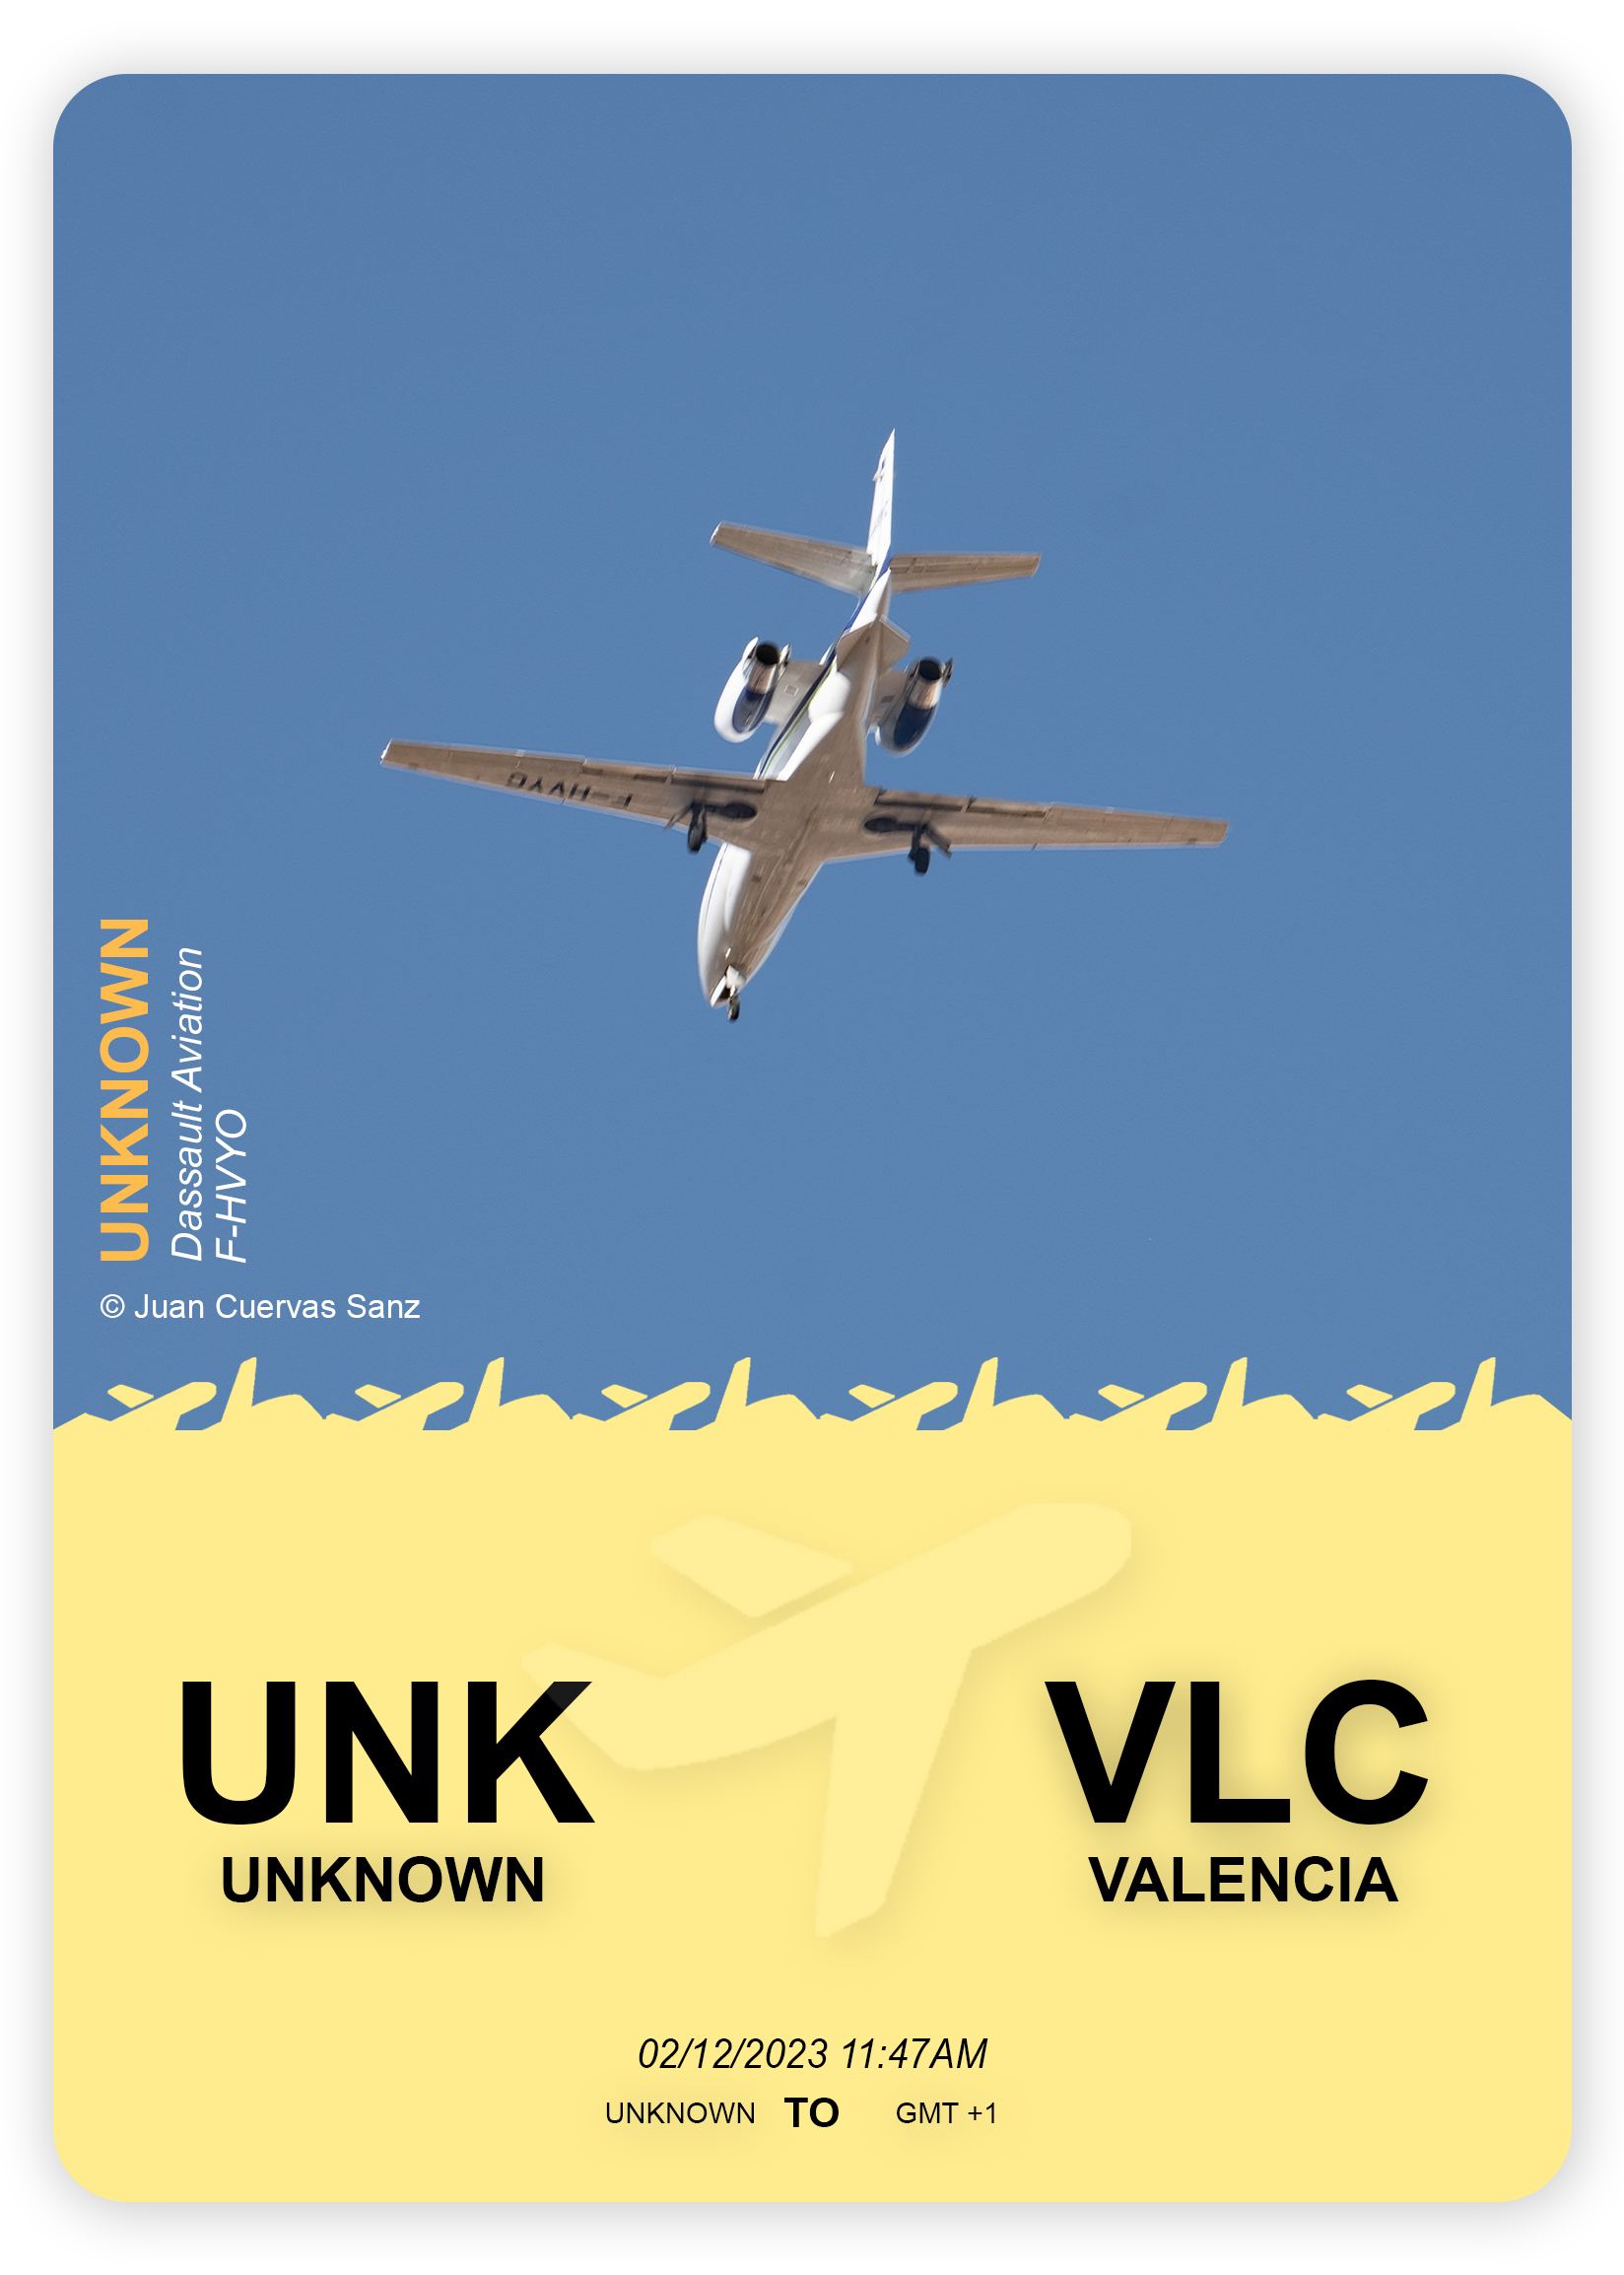 F-HVYO
UNKNOWN
Dassault Aviation
F-HVYO
© Juan Cuervas Sanz
UNK
UNKNOWN
VLC
VALENCIA
02/12/2023 11:47AM
UNKNOWN TO GMT +1